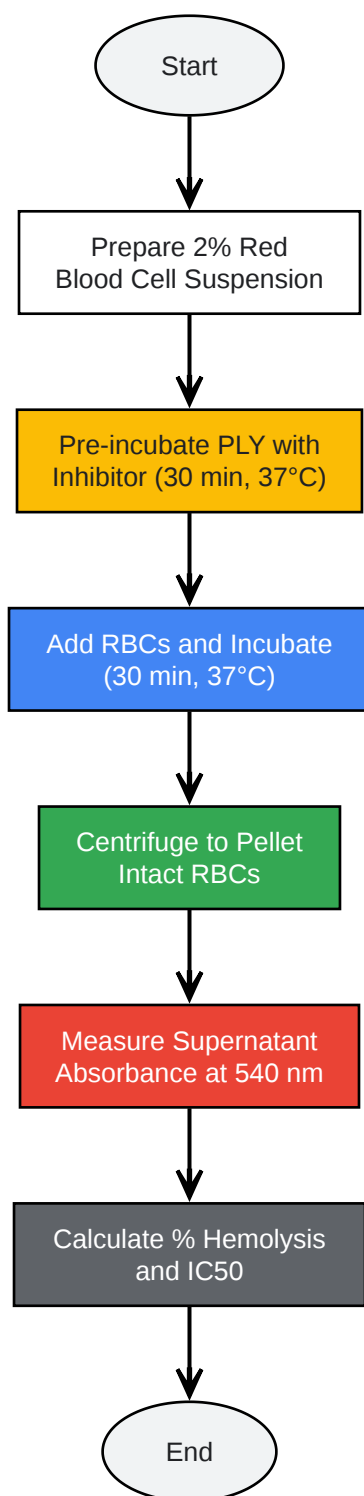 Start
Prepare 2% Red
Blood Cell Suspension
Pre-incubate PLY with
Inhibitor (30 min, 37°C)
Add RBCs and Incubate
(30 min, 37°C)
Centrifuge to Pellet
Intact RBCs
Measure Supernatant
Absorbance at 540 nm
Calculate % Hemolysis
and IC50
End